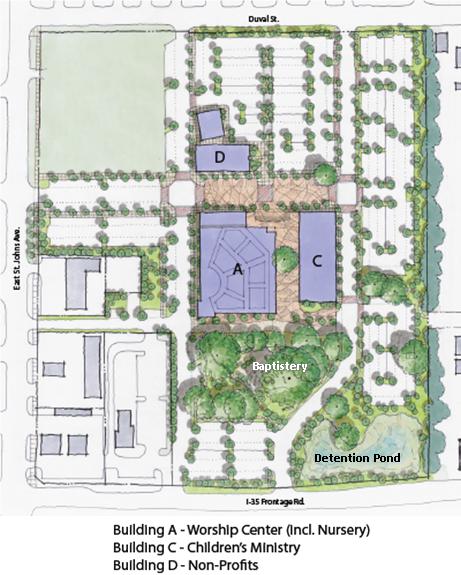 Duval St.
D
East St. Johns Ave.
A
C
Baptistery
Detention Pond
I-35 Frontage Rd.
Building A - Worship Center (Incl. Nursery)
Building C - Children's Ministry
Building D - Non-Profits